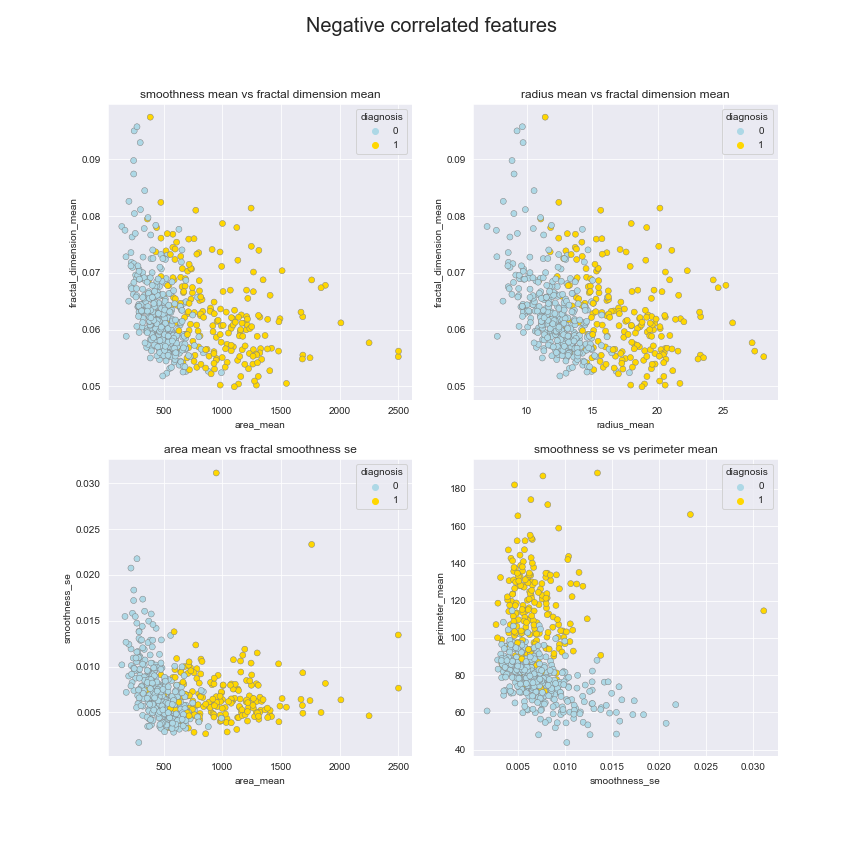 Negative correlated features
smoothness mean vs fractal dimension mean
diagnosis
0
1
0.09
0.08
0.07
0.06
0.05
fractal_dimension_mean
500 1000 1500 2000 2500
area_mean
radius mean vs fractal dimension mean
diagnosis
0
1
0.09
0.08
0.07
0.06
0.05
fractal_dimension_mean
10 15 20 25
radius_mean
area mean vs fractal smoothness se
diagnosis
0
1
0.030
0.025
0.020
0.015
0.010
0.005
smoothness_se
500 1000 1500 2000 2500
area_mean
smoothness se vs perimeter mean
diagnosis
0
1
180
160
140
120
100
80
60
40
perimeter_mean
0.005 0.010 0.015 0.020 0.025 0.030
smoothness_se